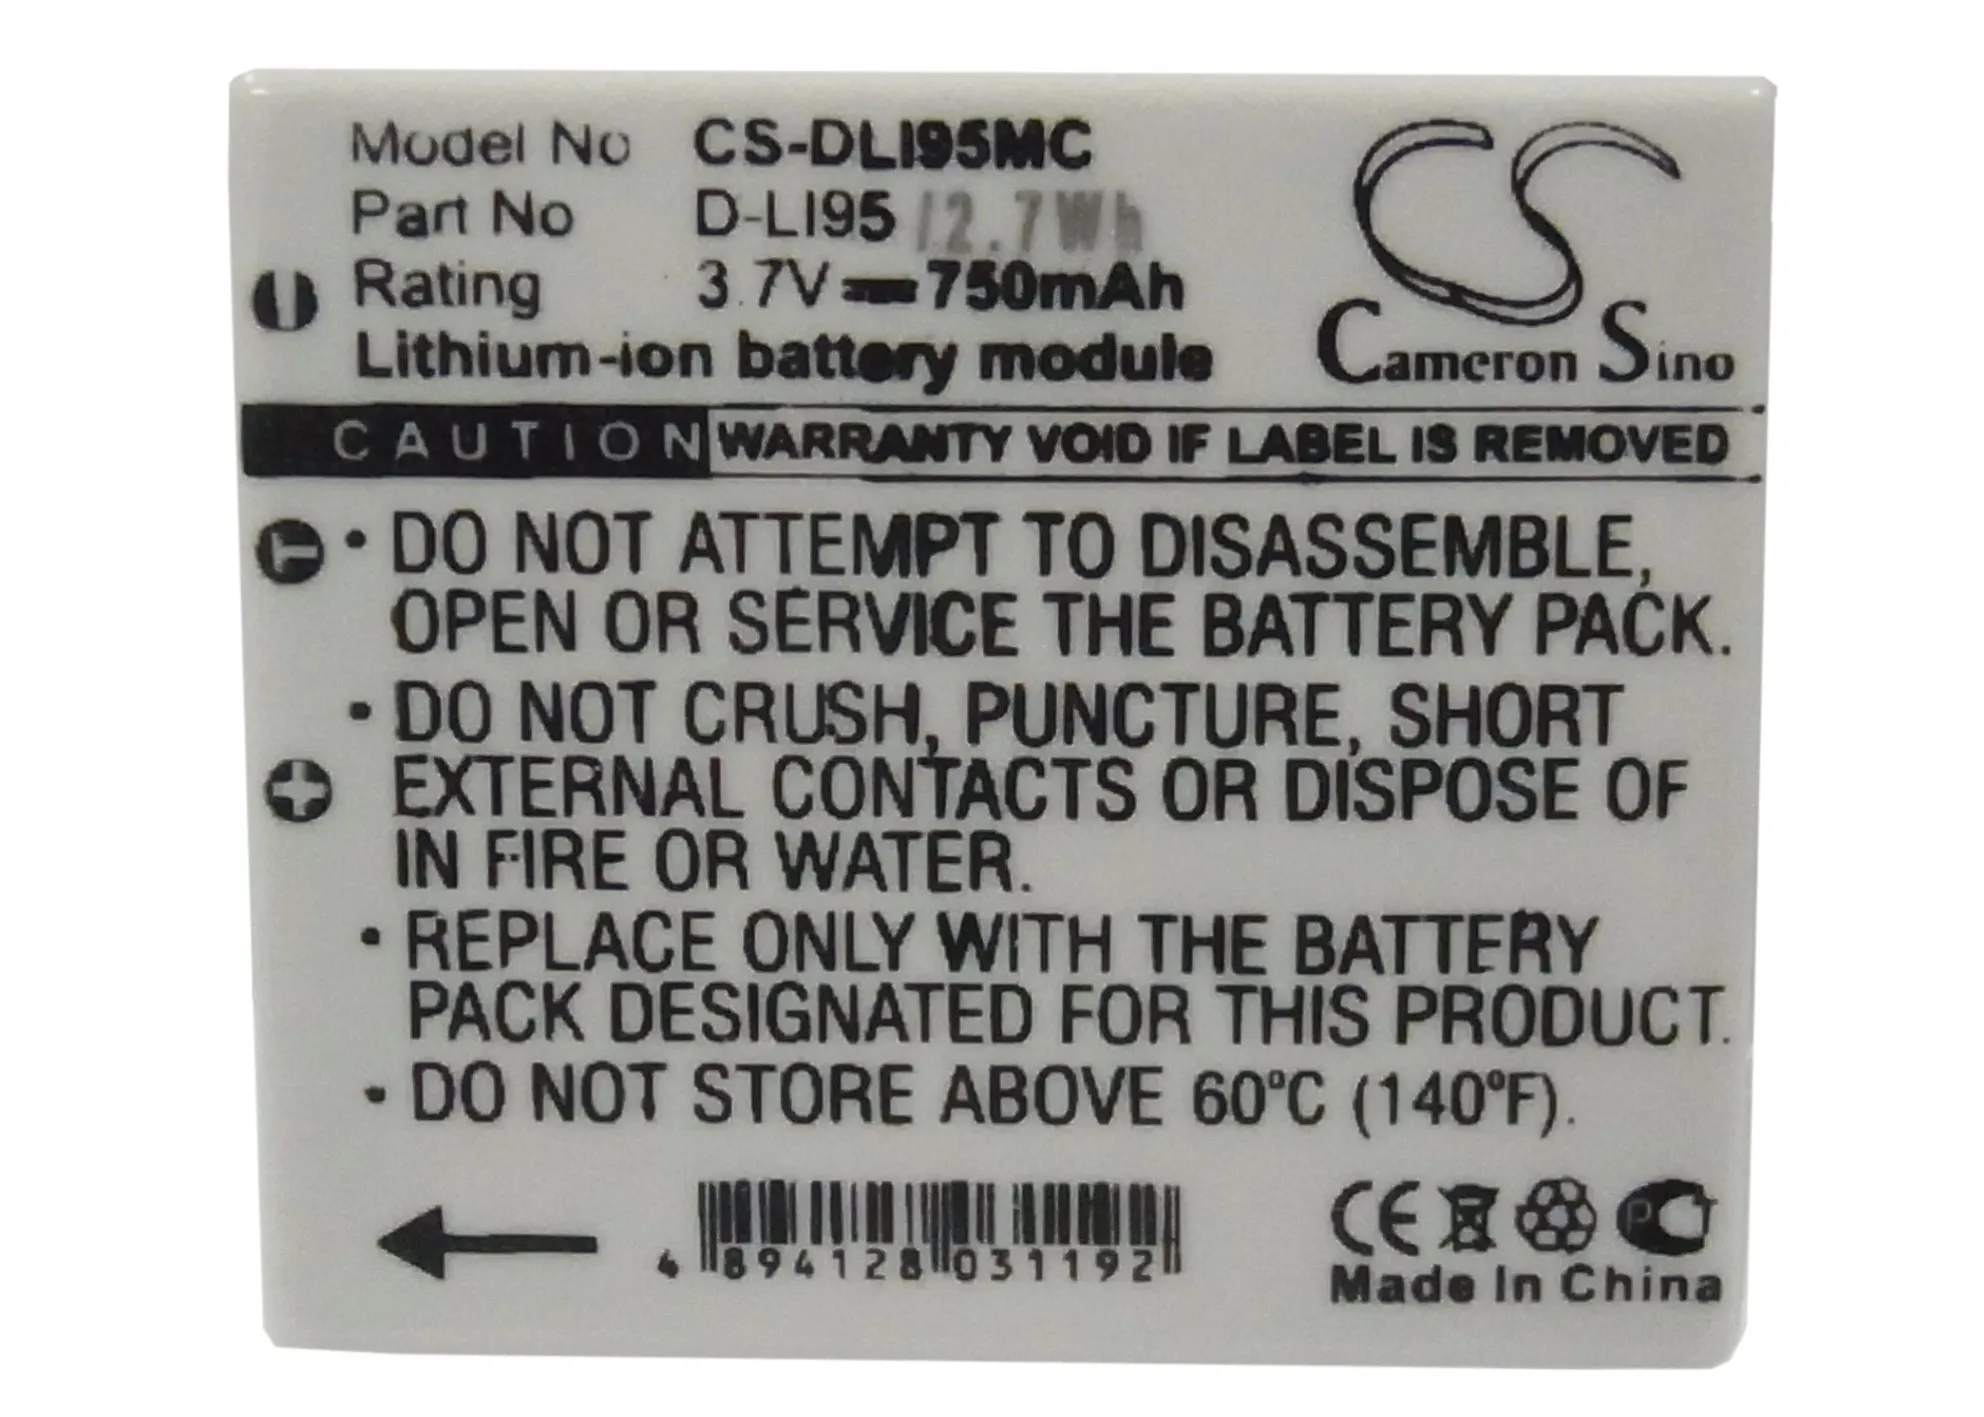 Model No CS-DLI95MC
Part No D-LI95 /2.7Wh
Rating 3.7V 750mAh
Lithium-ion battery module
CS
Cameron Sino
CAUTION WARRANTY VOID IF LABEL IS REMOVED
• DO NOT ATTEMPT TO DISASSEMBLE,
OPEN OR SERVICE THE BATTERY PACK.
• DO NOT CRUSH, PUNCTURE, SHORT
EXTERNAL CONTACTS OR DISPOSE OF
IN FIRE OR WATER.
• REPLACE ONLY WITH THE BATTERY
PACK DESIGNATED FOR THIS PRODUCT.
• DO NOT STORE ABOVE 60°C (140°F).
4 894128 031192
CE
Made In China